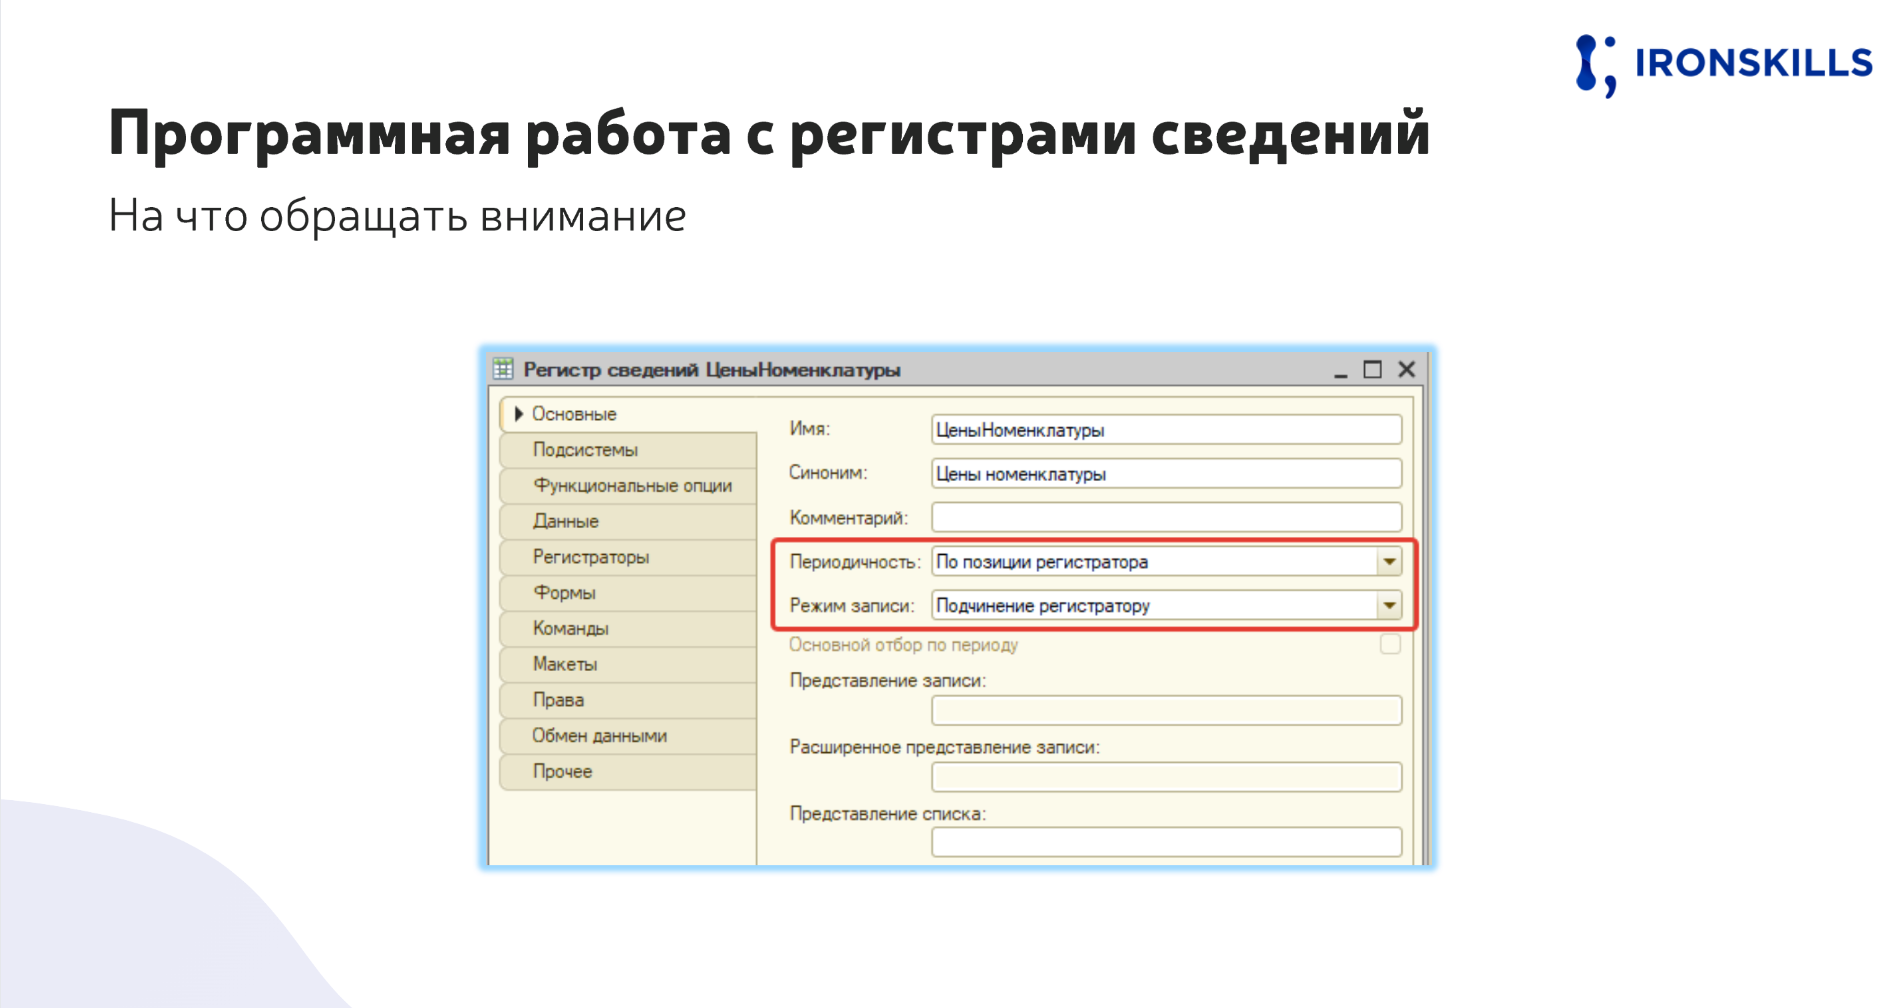 IRONSKILLS
Программная работа с регистрами сведений
На что обращать внимание
Регистр сведений ЦеныНоменклатуры
Основные
Подсистемы
Функциональные опции
Данные
Регистраторы
Формы
Команды
Макеты
Права
Обмен данными
Прочее
Имя: ЦеныНоменклатуры
Синоним: Цены номенклатуры
Комментарий:
Периодичность: По позиции регистратора
Режим записи: Подчинение регистратору
Основной отбор по периоду
Представление записи:
Расширенное представление записи:
Представление списка: